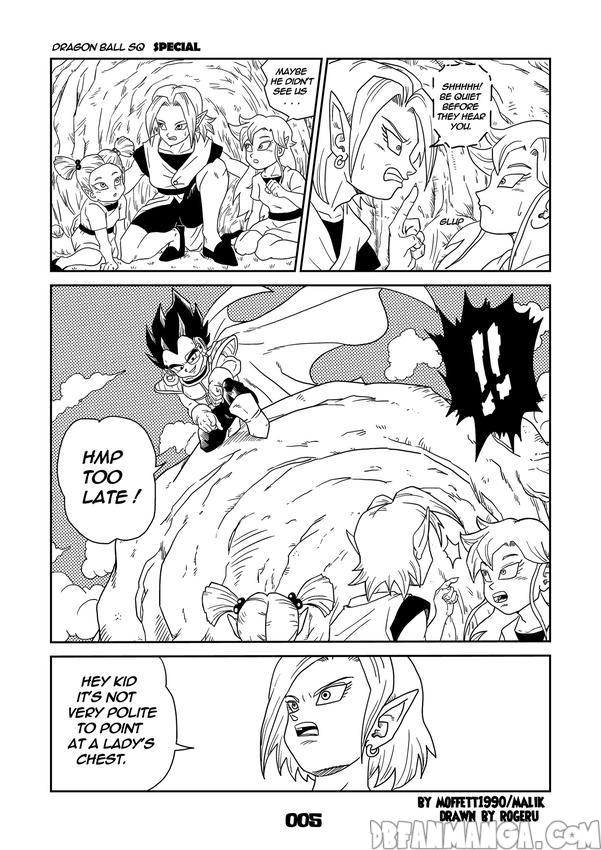 DRAGON BALL SQ SPECIAL
MAYBE
HE DIDN'T
SEE US
. . .
SHHHHH!
BE QUIET
BEFORE
THEY HEAR
YOU.
GLUP
!!
HMP
TOO
LATE !
HEY KID
IT'S NOT
VERY POLITE
TO POINT
AT A LADY'S
CHEST.
005
BY MOFFETT1990/MALIK
DRAWN BY ROGERU
DBFANMANGA.COM